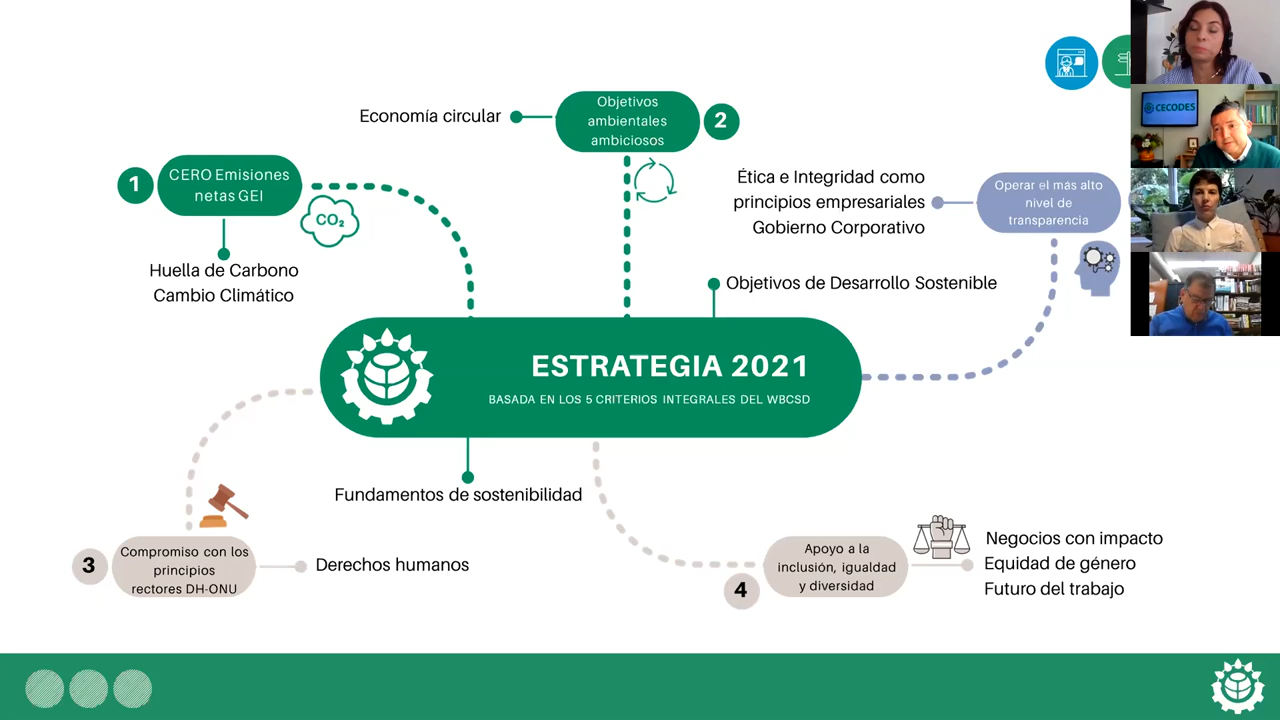 1
CERO Emisiones
netas GEI
CO₂
Huella de Carbono
Cambio Climático
Economía circular
Objetivos
ambientales
ambiciosos
2
Ética e Integridad como
principios empresariales
Gobierno Corporativo
Operar el más alto
nivel de
transparencia
Objetivos de Desarrollo Sostenible
ESTRATEGIA 2021
BASADA EN LOS 5 CRITERIOS INTEGRALES DEL WBCSD
Fundamentos de sostenibilidad
3
Compromiso con los
principios
rectores DH-ONU
Derechos humanos
4
Apoyo a la
inclusión, igualdad
y diversidad
Negocios con impacto
Equidad de género
Futuro del trabajo
CECODES